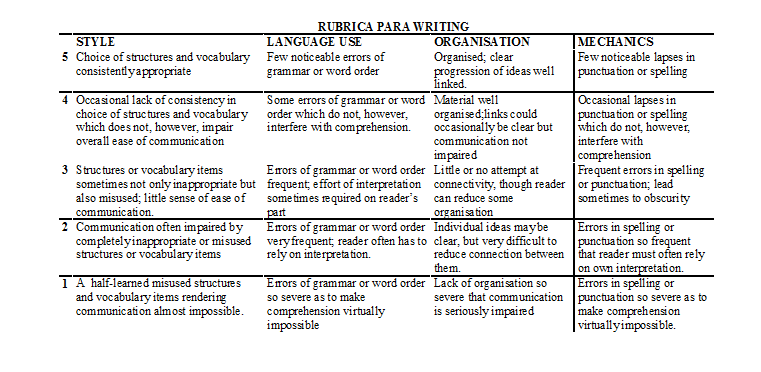 RUBRICA PARA WRITING
STYLE LANGUAGE USE ORGANISATION MECHANICS
5 Choice of structures and vocabulary
consistently appropriate
Few noticeable errors of
grammar or word order
Organised; clear
progression of ideas well
linked.
Few noticeable lapses in
punctuation or spelling
4 Occasional lack of consistency in
choice of structures and vocabulary
which does not, however, impair
overall ease of communication
Some errors of grammar or word
order which do not, however,
interfere with comprehension.
Material well
organised;links could
occasionally be clear but
communication not
impaired
Occasional lapses in
punctuation or spelling
which do not, however,
interfere with
comprehension
3 Structures or vocabulary items
sometimes not only inappropriate but
also misused; little sense of ease of
communication.
Errors of grammar or word order
frequent; effort of interpretation
sometimes required on reader's
part
Little or no attempt at
connectivity, though reader
can reduce some
organisation
Frequent errors in spelling
or punctuation; lead
sometimes to obscurity
2 Communication often impaired by
completely inappropriate or misused
structures or vocabulary items
Errors of grammar or word order
very frequent; reader often has to
rely on interpretation.
Individual ideas may be
clear, but very difficult to
reduce connection between
them.
Errors in spelling or
punctuation so frequent
that reader must often rely
on own interpretation.
1 A half-learned misused structures
and vocabulary items rendering
communication almost impossible.
Errors of grammar or word order
so severe as to make
comprehension virtually
impossible
Lack of organisation so
severe that communication
is seriously impaired
Errors in spelling or
punctuation so severe as to
make comprehension
virtually impossible.